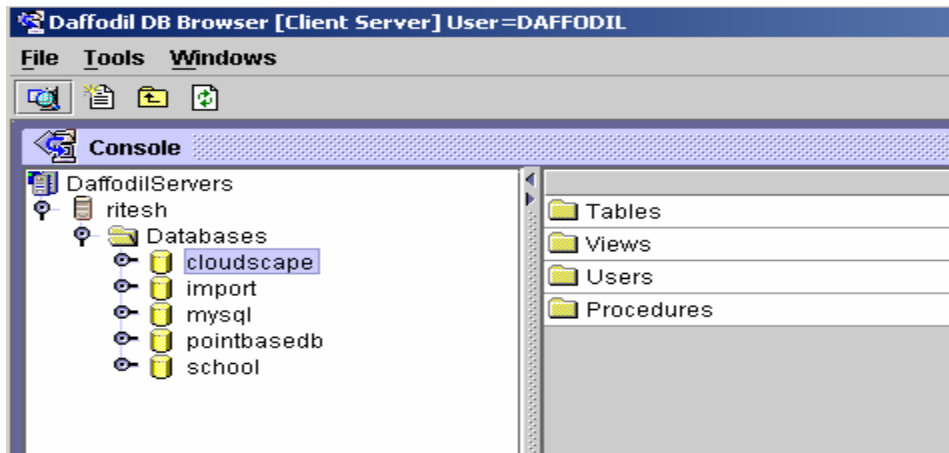 Daffodil DB Browser [Client Server] User=DAFFODIL
File Tools Windows
Console
DaffodilServers
ritesh
Databases
cloudscape
import
mysql
pointbasedb
school
Tables
Views
Users
Procedures